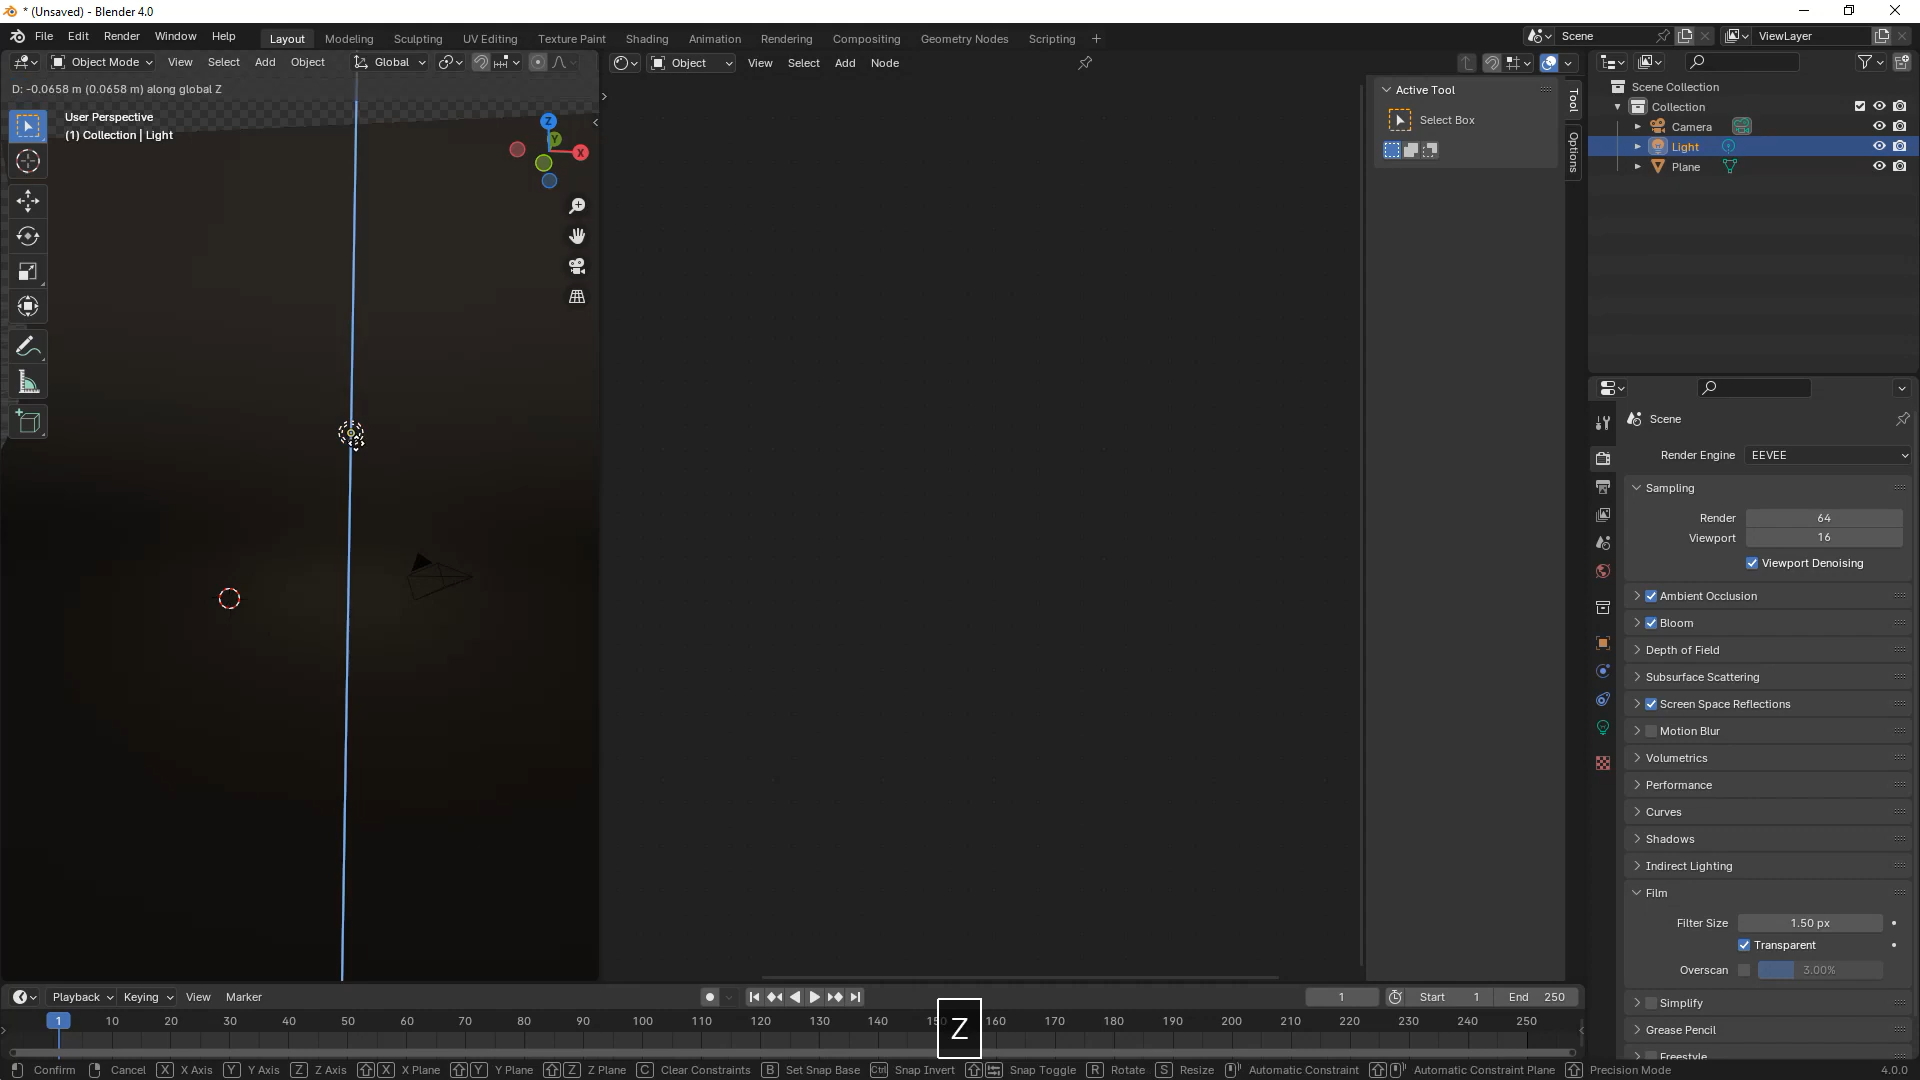 * (Unsaved) - Blender 4.0
File Edit Render Window Help
Layout Modeling Sculpting UV Editing Texture Paint Shading Animation Rendering Compositing Geometry Nodes Scripting +
Scene
ViewLayer
Object Mode View Select Add Object Global
Object View Select Add Node
D: -0.0658 m (0.0658 m) along global Z
User Perspective
(1) Collection | Light
Z
Y
X
Active Tool
Select Box
Tool
Options
Scene Collection
Collection
Camera
Light
Plane
Scene
Render Engine EEVEE
Sampling
Render 64
Viewport 16
Viewport Denoising
Ambient Occlusion
Bloom
Depth of Field
Subsurface Scattering
Screen Space Reflections
Motion Blur
Volumetrics
Performance
Curves
Shadows
Indirect Lighting
Film
Filter Size 1.50 px
Transparent
Overscan 3.00%
Simplify
Grease Pencil
Freestyle
Playback Keying View Marker
1 Start 1 End 250
1 10 20 30 40 50 60 70 80 90 100 110 120 130 140 160 170 180 190 200 210 220 230 240 250
Z
Confirm Cancel X X Axis Y Y Axis Z Z Axis X X Plane Y Y Plane Z Z Plane C Clear Constraints B Set Snap Base Ctrl Snap Invert Snap Toggle R Rotate S Resize Automatic Constraint Automatic Constraint Plane Precision Mode 4.0.0